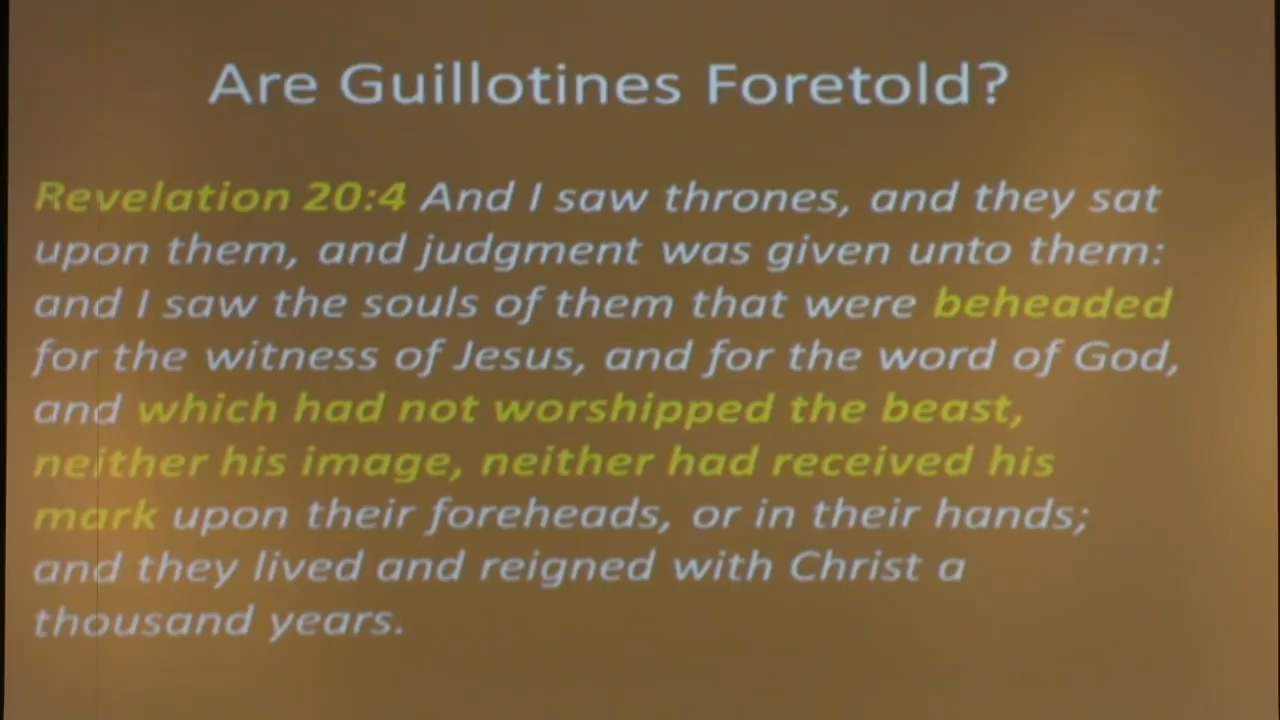 Are Guillotines Foretold?
Revelation 20:4 And I saw thrones, and they sat
upon them, and judgment was given unto them:
and I saw the souls of them that were beheaded
for the witness of Jesus, and for the word of God,
and which had not worshipped the beast,
neither his image, neither had received his
mark upon their foreheads, or in their hands;
and they lived and reigned with Christ a
thousand years.